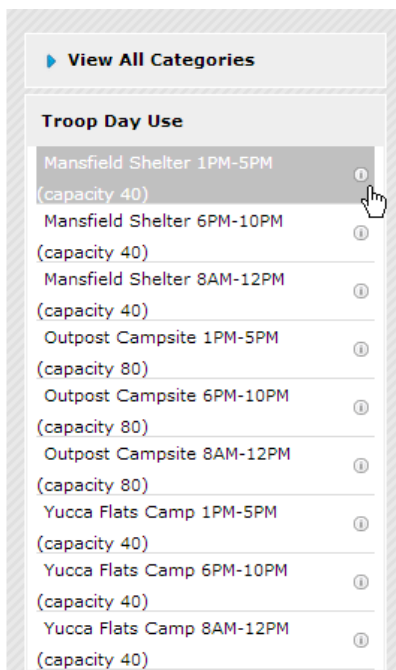 View All Categories
Troop Day Use
Mansfield Shelter 1PM-5PM
(capacity 40)
Mansfield Shelter 6PM-10PM
(capacity 40)
Mansfield Shelter 8AM-12PM
(capacity 40)
Outpost Campsite 1PM-5PM
(capacity 80)
Outpost Campsite 6PM-10PM
(capacity 80)
Outpost Campsite 8AM-12PM
(capacity 80)
Yucca Flats Camp 1PM-5PM
(capacity 40)
Yucca Flats Camp 6PM-10PM
(capacity 40)
Yucca Flats Camp 8AM-12PM
(capacity 40)